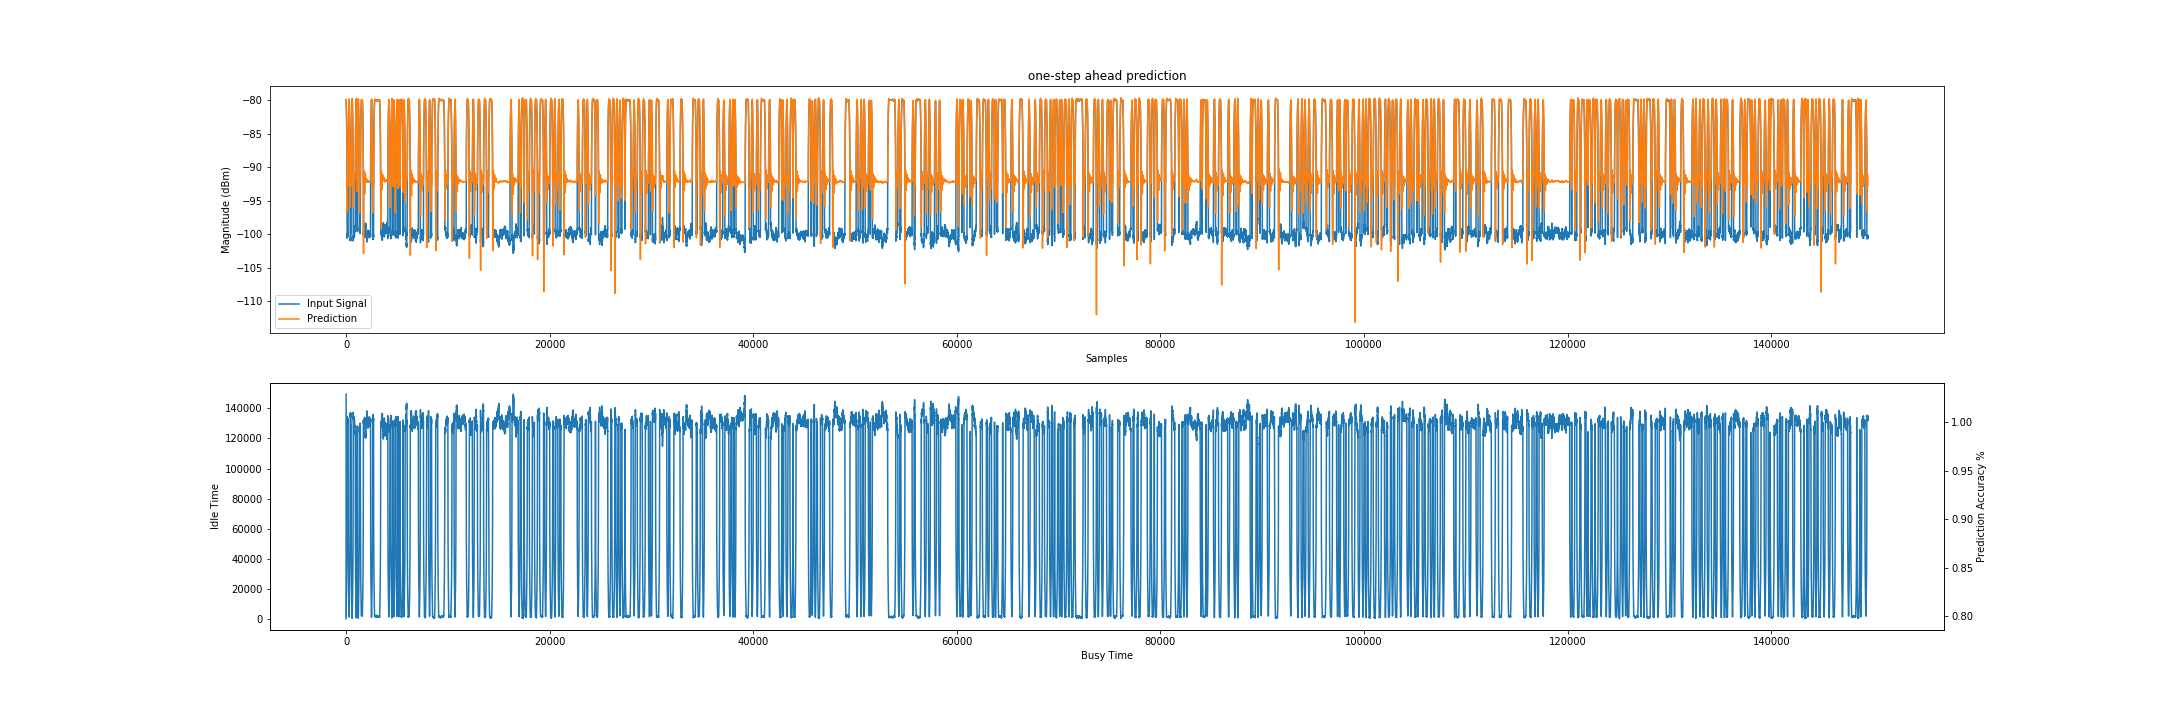 one-step ahead prediction
Magnitude (dBm)
−80
−85
−90
−95
−100
−105
−110
Input Signal
Prediction
0 20000 40000 60000 80000 100000 120000 140000
Samples
Idle Time
140000
120000
100000
80000
60000
40000
20000
0
1.00
0.95
0.90
0.85
0.80
Prediction Accuracy %
0 20000 40000 60000 80000 100000 120000 140000
Busy Time